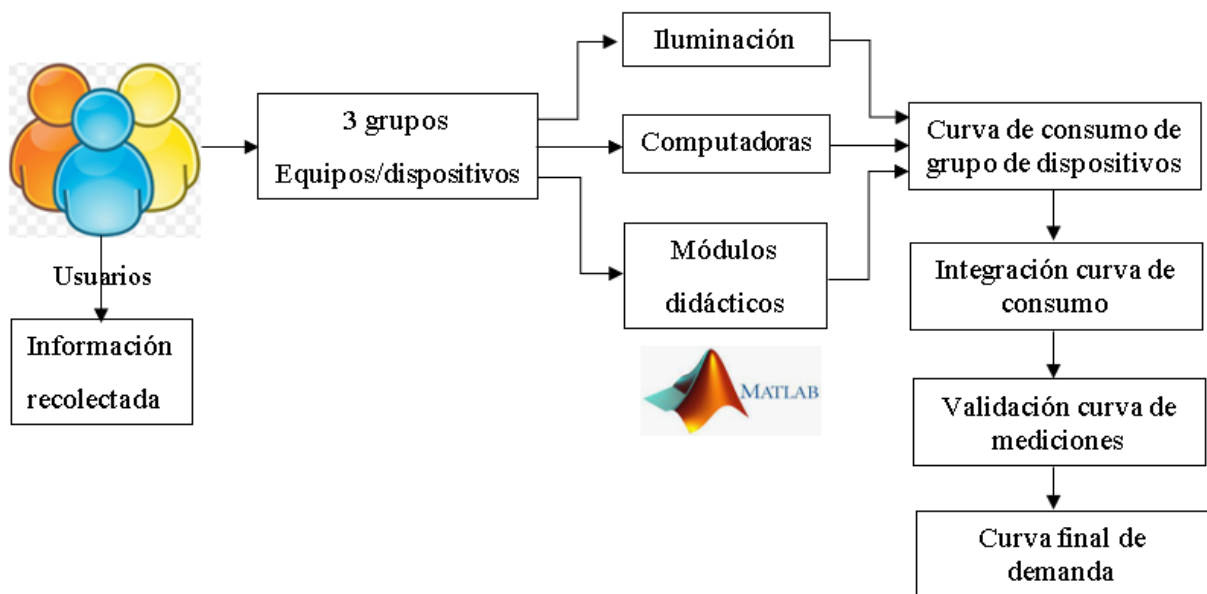 Usuarios
Información
recolectada
3 grupos
Equipos/dispositivos
Iluminación
Computadoras
Módulos
didácticos
MATLAB
Curva de consumo de
grupo de dispositivos
Integración curva de
consumo
Validación curva de
mediciones
Curva final de
demanda